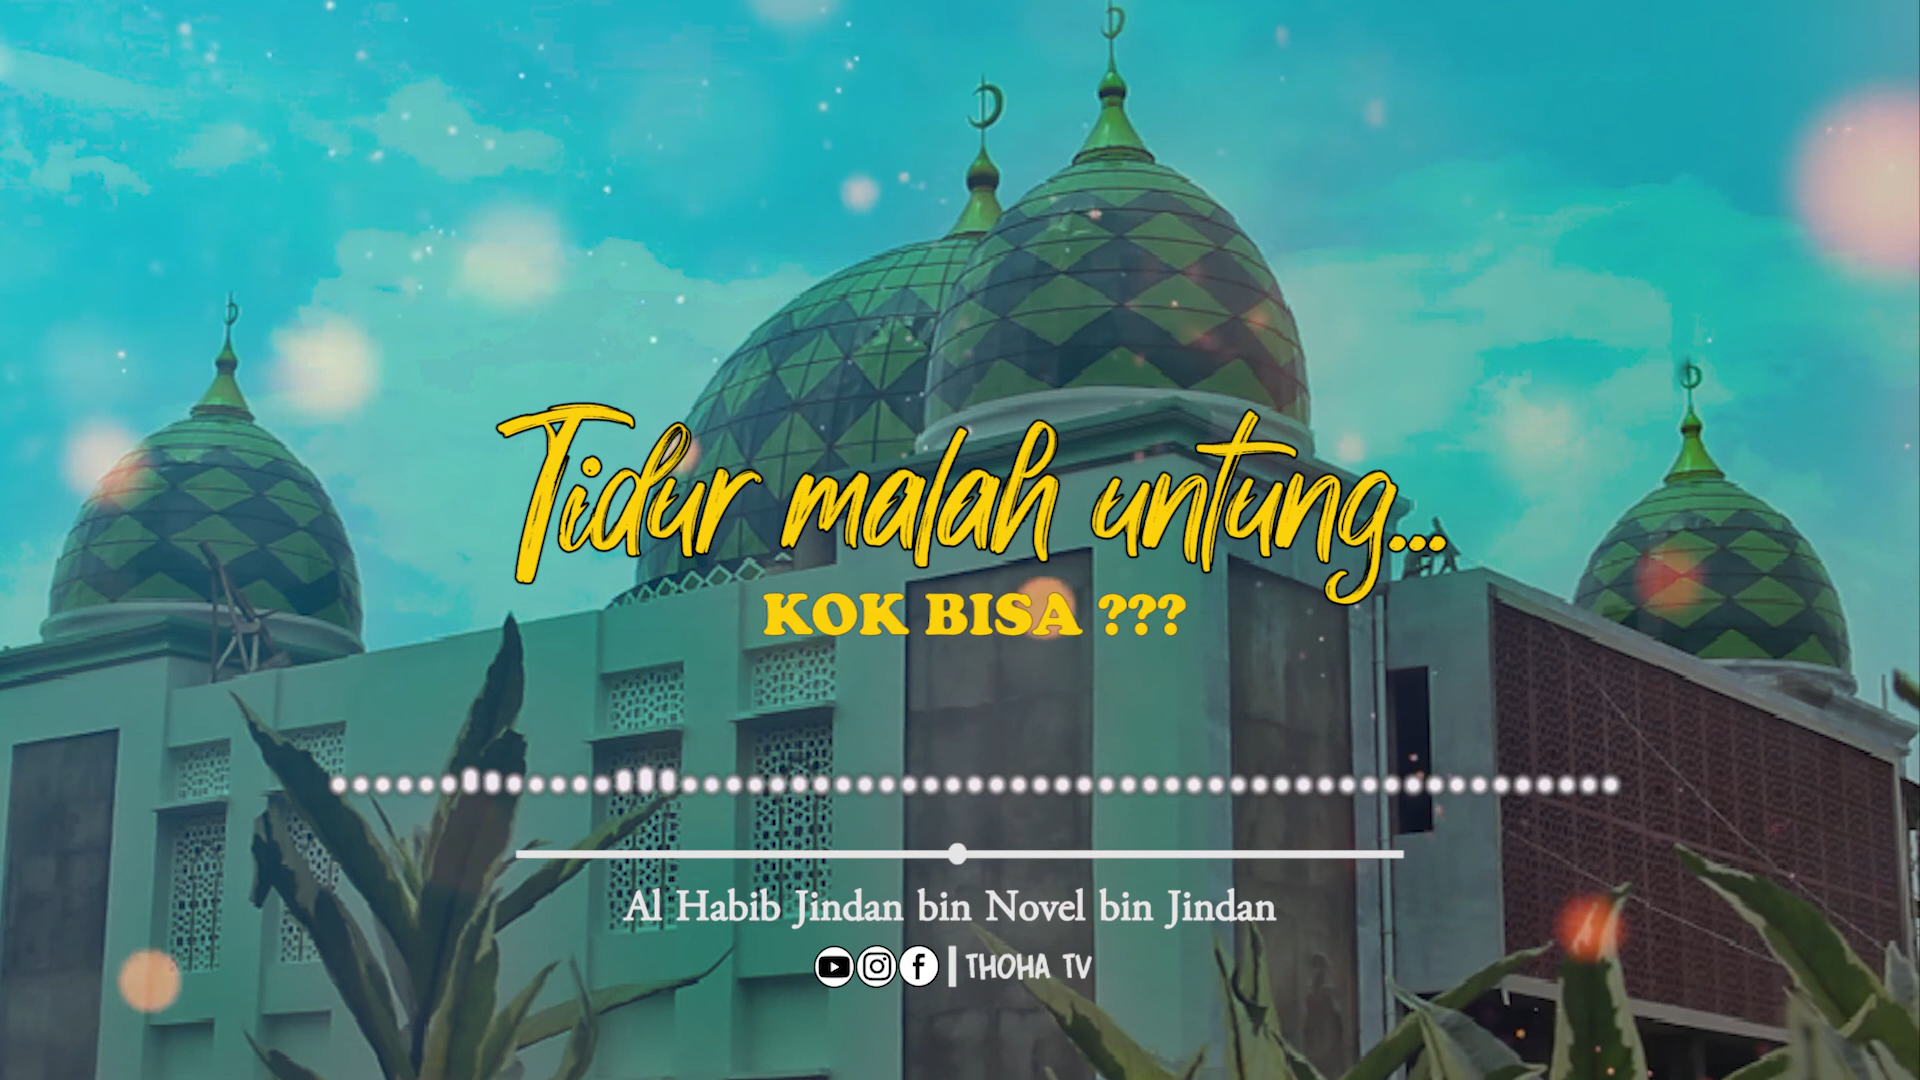 Tidur malah untung...
KOK BISA ???
Al Habib Jindan bin Novel bin Jindan
THOHA TV